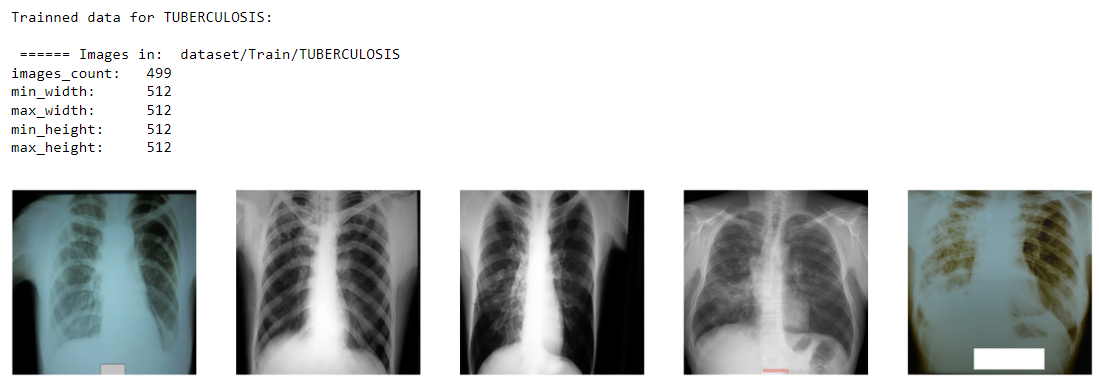 Trainned data for TUBERCULOSIS:
====== Images in: dataset/Train/TUBERCULOSIS
images_count: 499
min_width: 512
max_width: 512
min_height: 512
max_height: 512